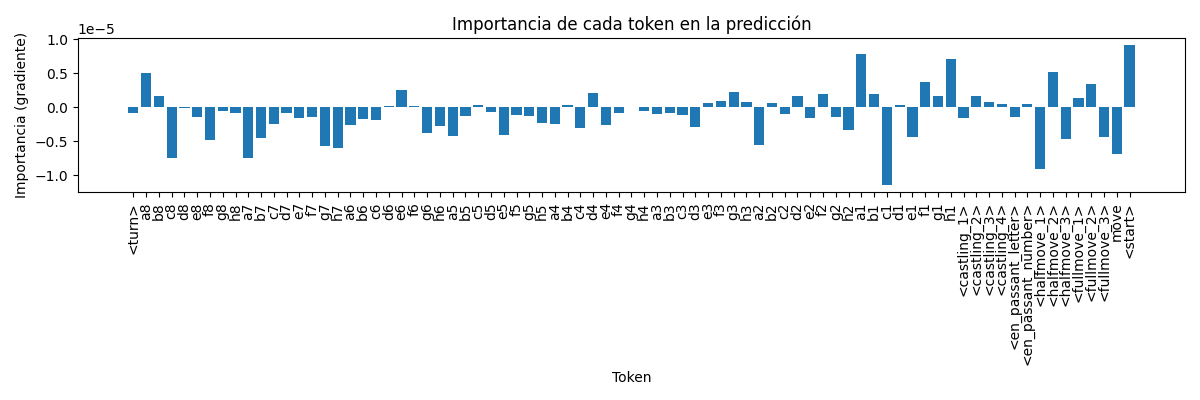 Importancia de cada token en la predicción
1e−5
1.0
0.5
0.0
−0.5
−1.0
Importancia (gradiente)
<turn>
a8
b8
c8
d8
e8
f8
g8
h8
a7
b7
c7
d7
e7
f7
g7
h7
a6
b6
c6
d6
e6
f6
g6
h6
a5
b5
c5
d5
e5
f5
g5
h5
a4
b4
c4
d4
e4
f4
g4
h4
a3
b3
c3
d3
e3
f3
g3
h3
a2
b2
c2
d2
e2
f2
g2
h2
a1
b1
c1
d1
e1
f1
g1
h1
<castling_1>
<castling_2>
<castling_3>
<castling_4>
<en_passant_letter>
<en_passant_number>
<halfmove_1>
<halfmove_2>
<halfmove_3>
<fullmove_1>
<fullmove_2>
<fullmove_3>
move
<start>
Token